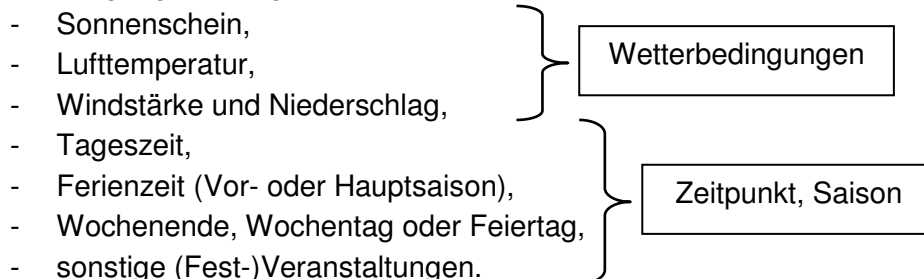 - Sonnenschein,
- Lufttemperatur,
- Windstärke und Niederschlag,
Wetterbedingungen
- Tageszeit,
- Ferienzeit (Vor- oder Hauptsaison),
- Wochenende, Wochentag oder Feiertag,
- sonstige (Fest-)Veranstaltungen.
Zeitpunkt, Saison